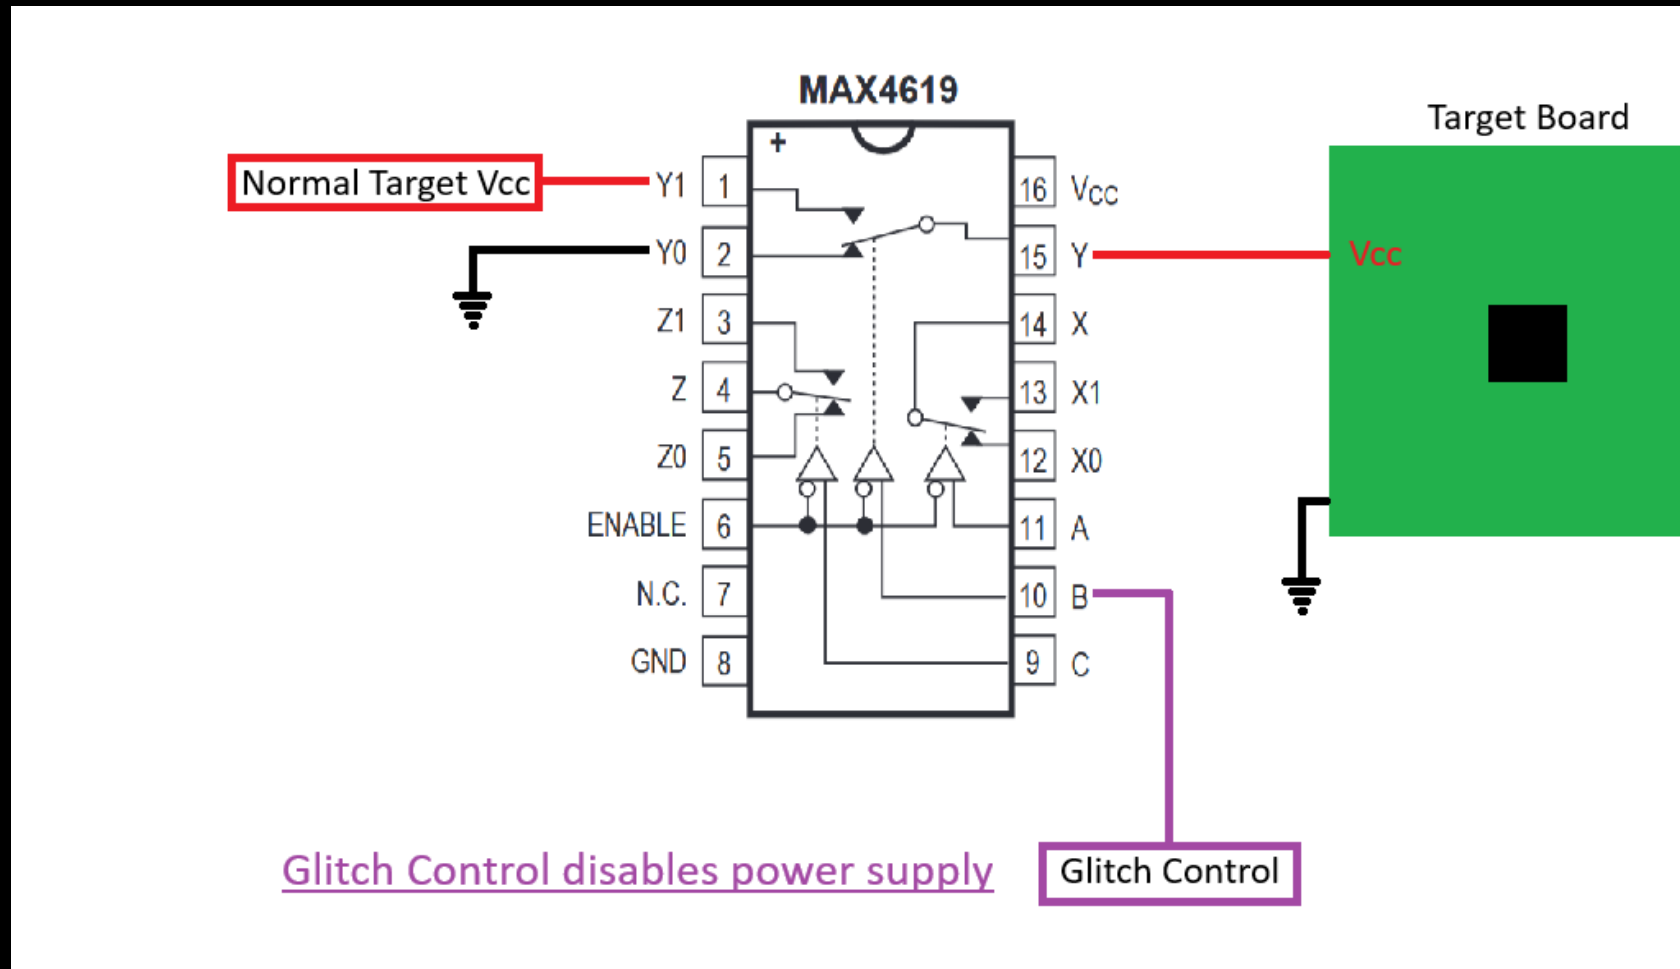 MAX4619
Target Board
+
Normal Target Vcc
Y1 1
16 VCC
Y0 2
15 Y
Vcc
Z1 3
14 X
Z 4
13 X1
Z0 5
12 X0
ENABLE 6
11 A
N.C. 7
10 B
GND 8
9 C
Glitch Control disables power supply
Glitch Control